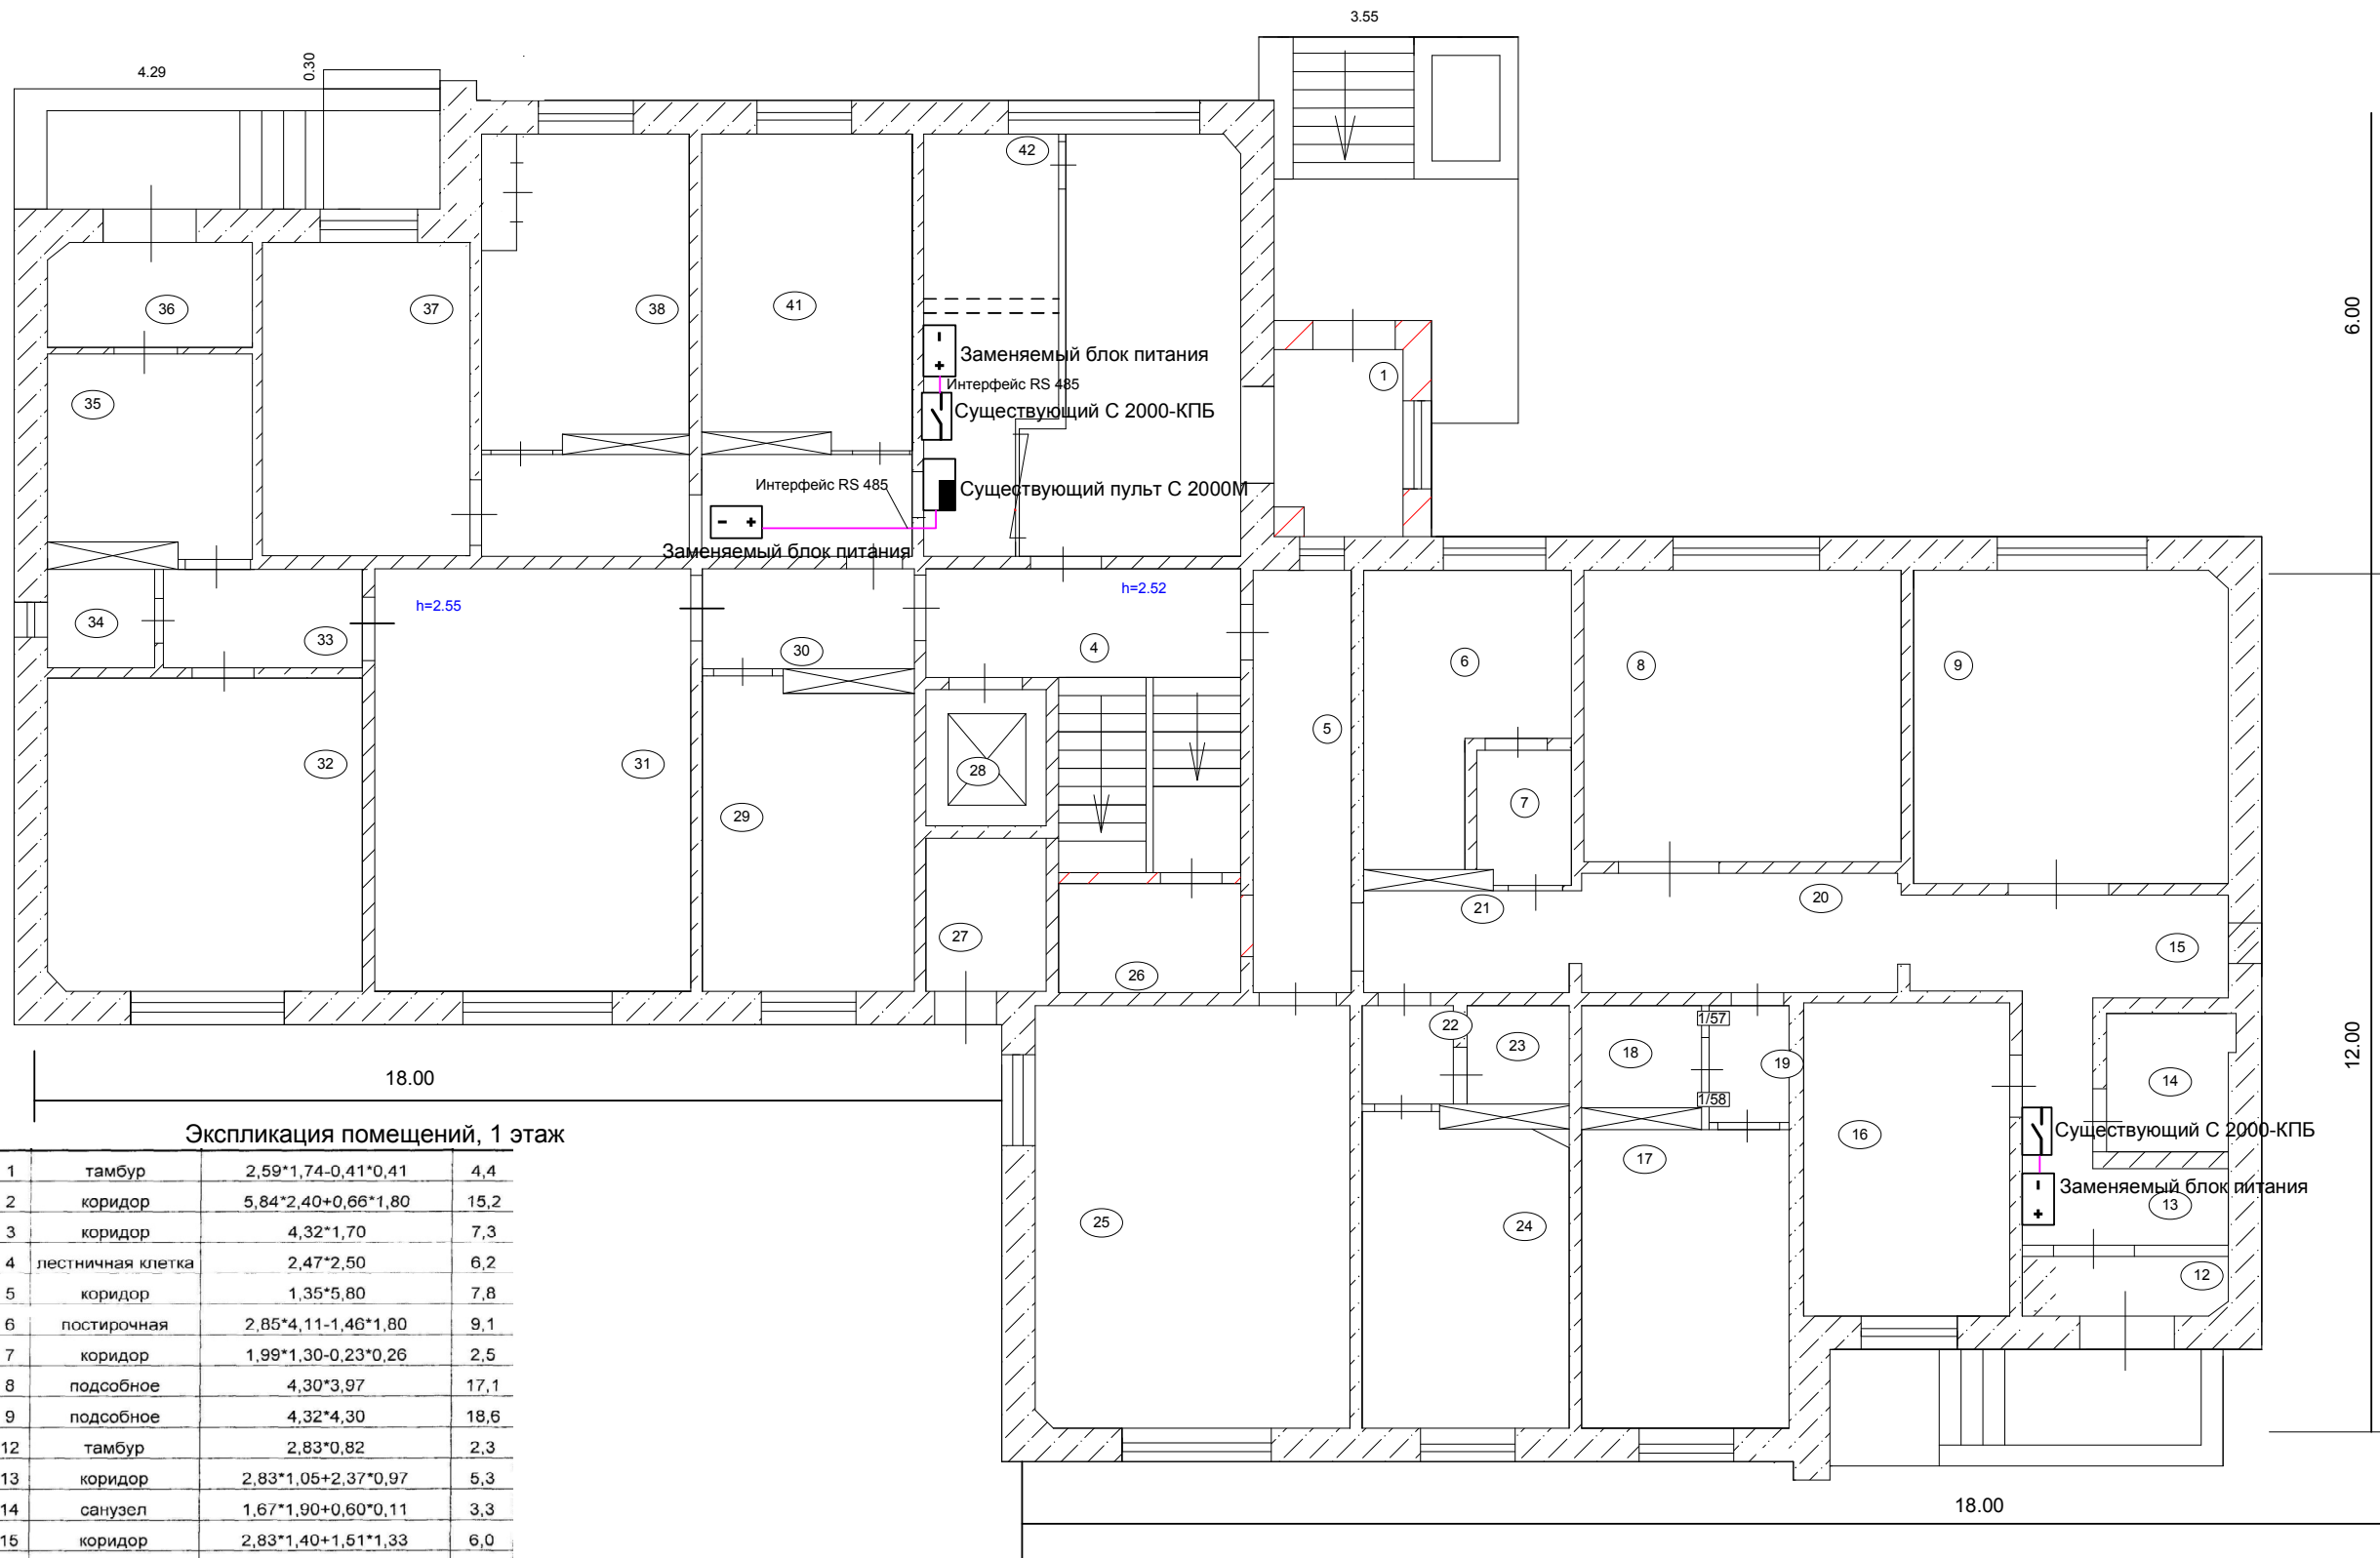 3.55
4.29
0.30
42
36
37
38
41
6.00
Заменяемый блок питания
Интерфейс RS 485
1
35
Существующий С 2000-КПБ
Интерфейс RS 485
Существующий пульт С 2000М
- +
Заменяемый блок питания
h=2.55
h=2.52
34
33
30
4
6
8
9
5
32
31
28
7
29
21
20
27
15
26
22
1/57
23
18
19
12.00
18.00
14
1/58
Экспликация помещений, 1 этаж
16
Существующий С 2000-КПБ
17
Заменяемый блок питания
13
25
24
12
1 тамбур 2,59*1,74-0,41*0,41 4,4
2 коридор 5,84*2,40+0,66*1,80 15,2
3 коридор 4,32*1,70 7,3
4 лестничная клетка 2,47*2,50 6,2
5 коридор 1,35*5,80 7,8
6 постирочная 2,85*4,11-1,46*1,80 9,1
7 коридор 1,99*1,30-0,23*0,26 2,5
8 подсобное 4,30*3,97 17,1
9 подсобное 4,32*4,30 18,6
12 тамбур 2,83*0,82 2,3
13 коридор 2,83*1,05+2,37*0,97 5,3
14 санузел 1,67*1,90+0,60*0,11 3,3
15 коридор 2,83*1,40+1,51*1,33 6,0
18.00